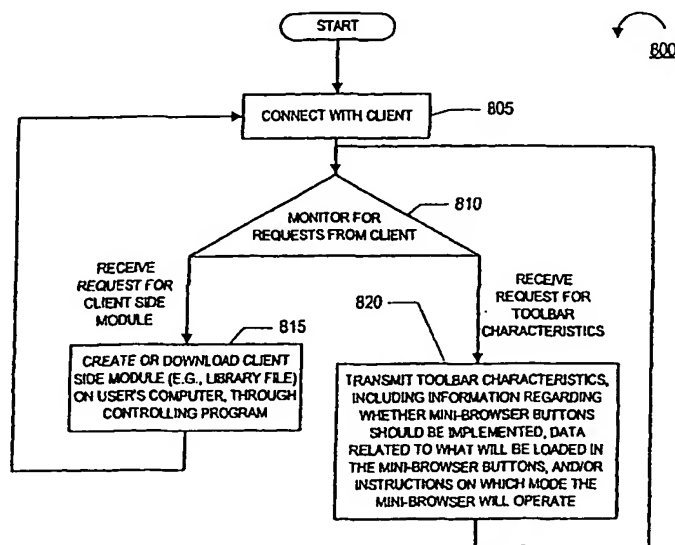 START
800
CONNECT WITH CLIENT
805
810
MONITOR FOR
REQUESTS FROM CLIENT
RECEIVE
REQUEST FOR
CLIENT SIDE
MODULE
RECEIVE
REQUEST FOR
TOOLBAR
CHARACTERISTICS
815
820
CREATE OR DOWNLOAD CLIENT
SIDE MODULE (E.G., LIBRARY FILE)
ON USER'S COMPUTER, THROUGH
CONTROLLING PROGRAM
TRANSMIT TOOLBAR CHARACTERISTICS,
INCLUDING INFORMATION REGARDING
WHETHER MINI-BROWSER BUTTONS
SHOULD BE IMPLEMENTED, DATA
RELATED TO WHAT WILL BE LOADED IN
THE MINI-BROWSER BUTTONS, AND/OR
INSTRUCTIONS ON WHICH MODE THE
MINI-BROWSER WILL OPERATE